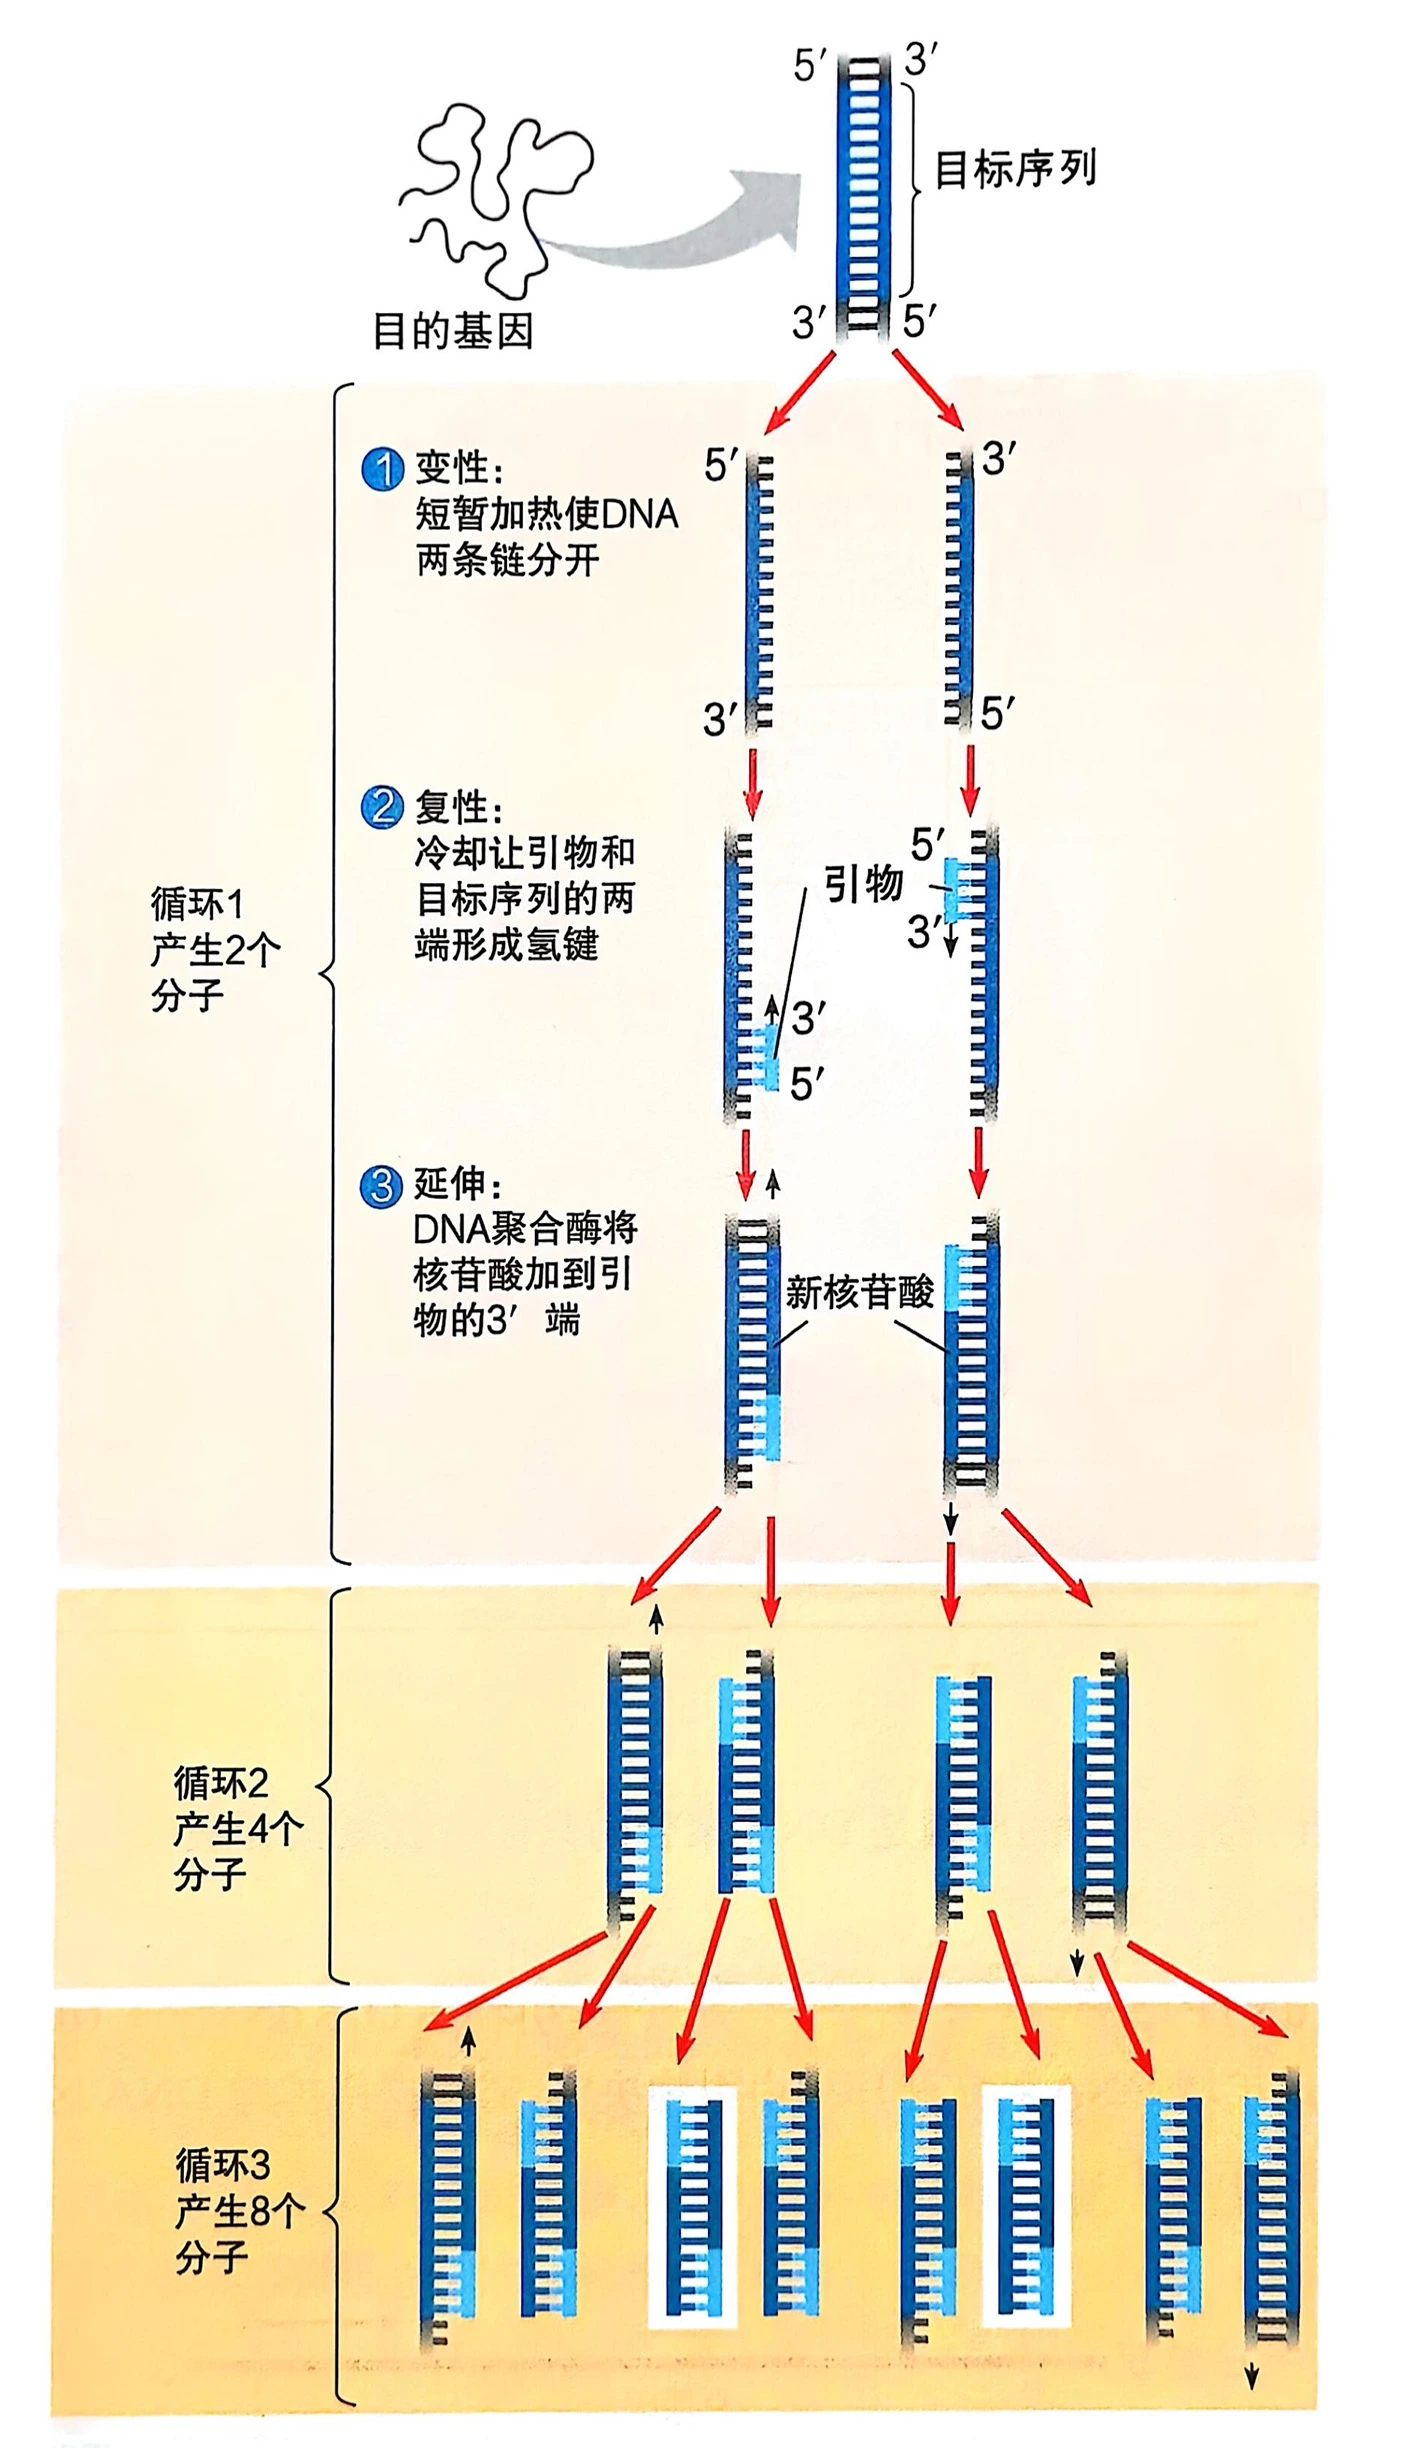 5′ 3′
目标序列
目的基因
3′ 5′
1 变性：
短暂加热使DNA
两条链分开
5′ 3′
3′ 5′
2 复性：
冷却让引物和
目标序列的两
端形成氢键
5′
引物
3′
3′
5′
循环1
产生2个
分子
3 延伸：
DNA聚合酶将
核苷酸加到引
物的3′ 端
新核苷酸
循环2
产生4个
分子
循环3
产生8个
分子